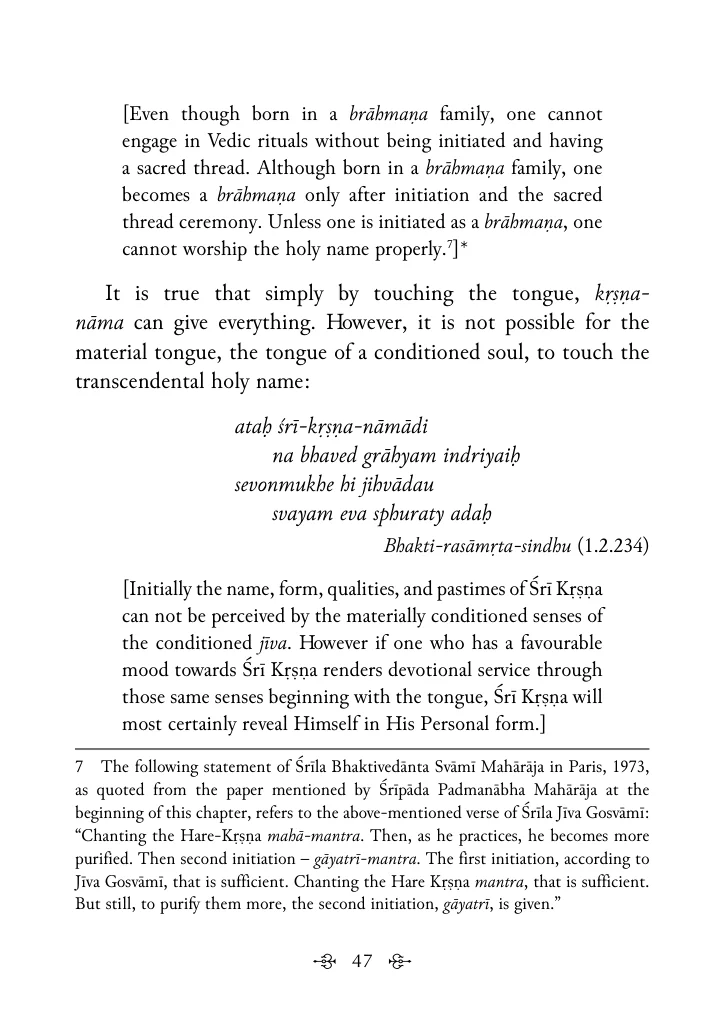 [Even though born in a brāhmaṇa family, one cannot
engage in Vedic rituals without being initiated and having
a sacred thread. Although born in a brāhmaṇa family, one
becomes a brāhmaṇa only after initiation and the sacred
thread ceremony. Unless one is initiated as a brāhmaṇa, one
cannot worship the holy name properly.⁷]*
It is true that simply by touching the tongue, kṛṣṇa-
nāma can give everything. However, it is not possible for the
material tongue, the tongue of a conditioned soul, to touch the
transcendental holy name:
ataḥ śrī-kṛṣṇa-nāmādi
na bhaved grāhyam indriyaiḥ
sevonmukhe hi jihvādau
svayam eva sphuraty adaḥ
Bhakti-rasāmṛta-sindhu (1.2.234)
[Initially the name, form, qualities, and pastimes of Śrī Kṛṣṇa
can not be perceived by the materially conditioned senses of
the conditioned jīva. However if one who has a favourable
mood towards Śrī Kṛṣṇa renders devotional service through
those same senses beginning with the tongue, Śrī Kṛṣṇa will
most certainly reveal Himself in His Personal form.]
7 The following statement of Śrīla Bhaktivedānta Svāmī Mahārāja in Paris, 1973,
as quoted from the paper mentioned by Śrīpāda Padmanābha Mahārāja at the
beginning of this chapter, refers to the above-mentioned verse of Śrīla Jīva Gosvāmī:
“Chanting the Hare-Kṛṣṇa mahā-mantra. Then, as he practices, he becomes more
purified. Then second initiation – gāyatrī-mantra. The first initiation, according to
Jīva Gosvāmī, that is sufficient. Chanting the Hare Kṛṣṇa mantra, that is sufficient.
But still, to purify them more, the second initiation, gāyatrī, is given.”
47